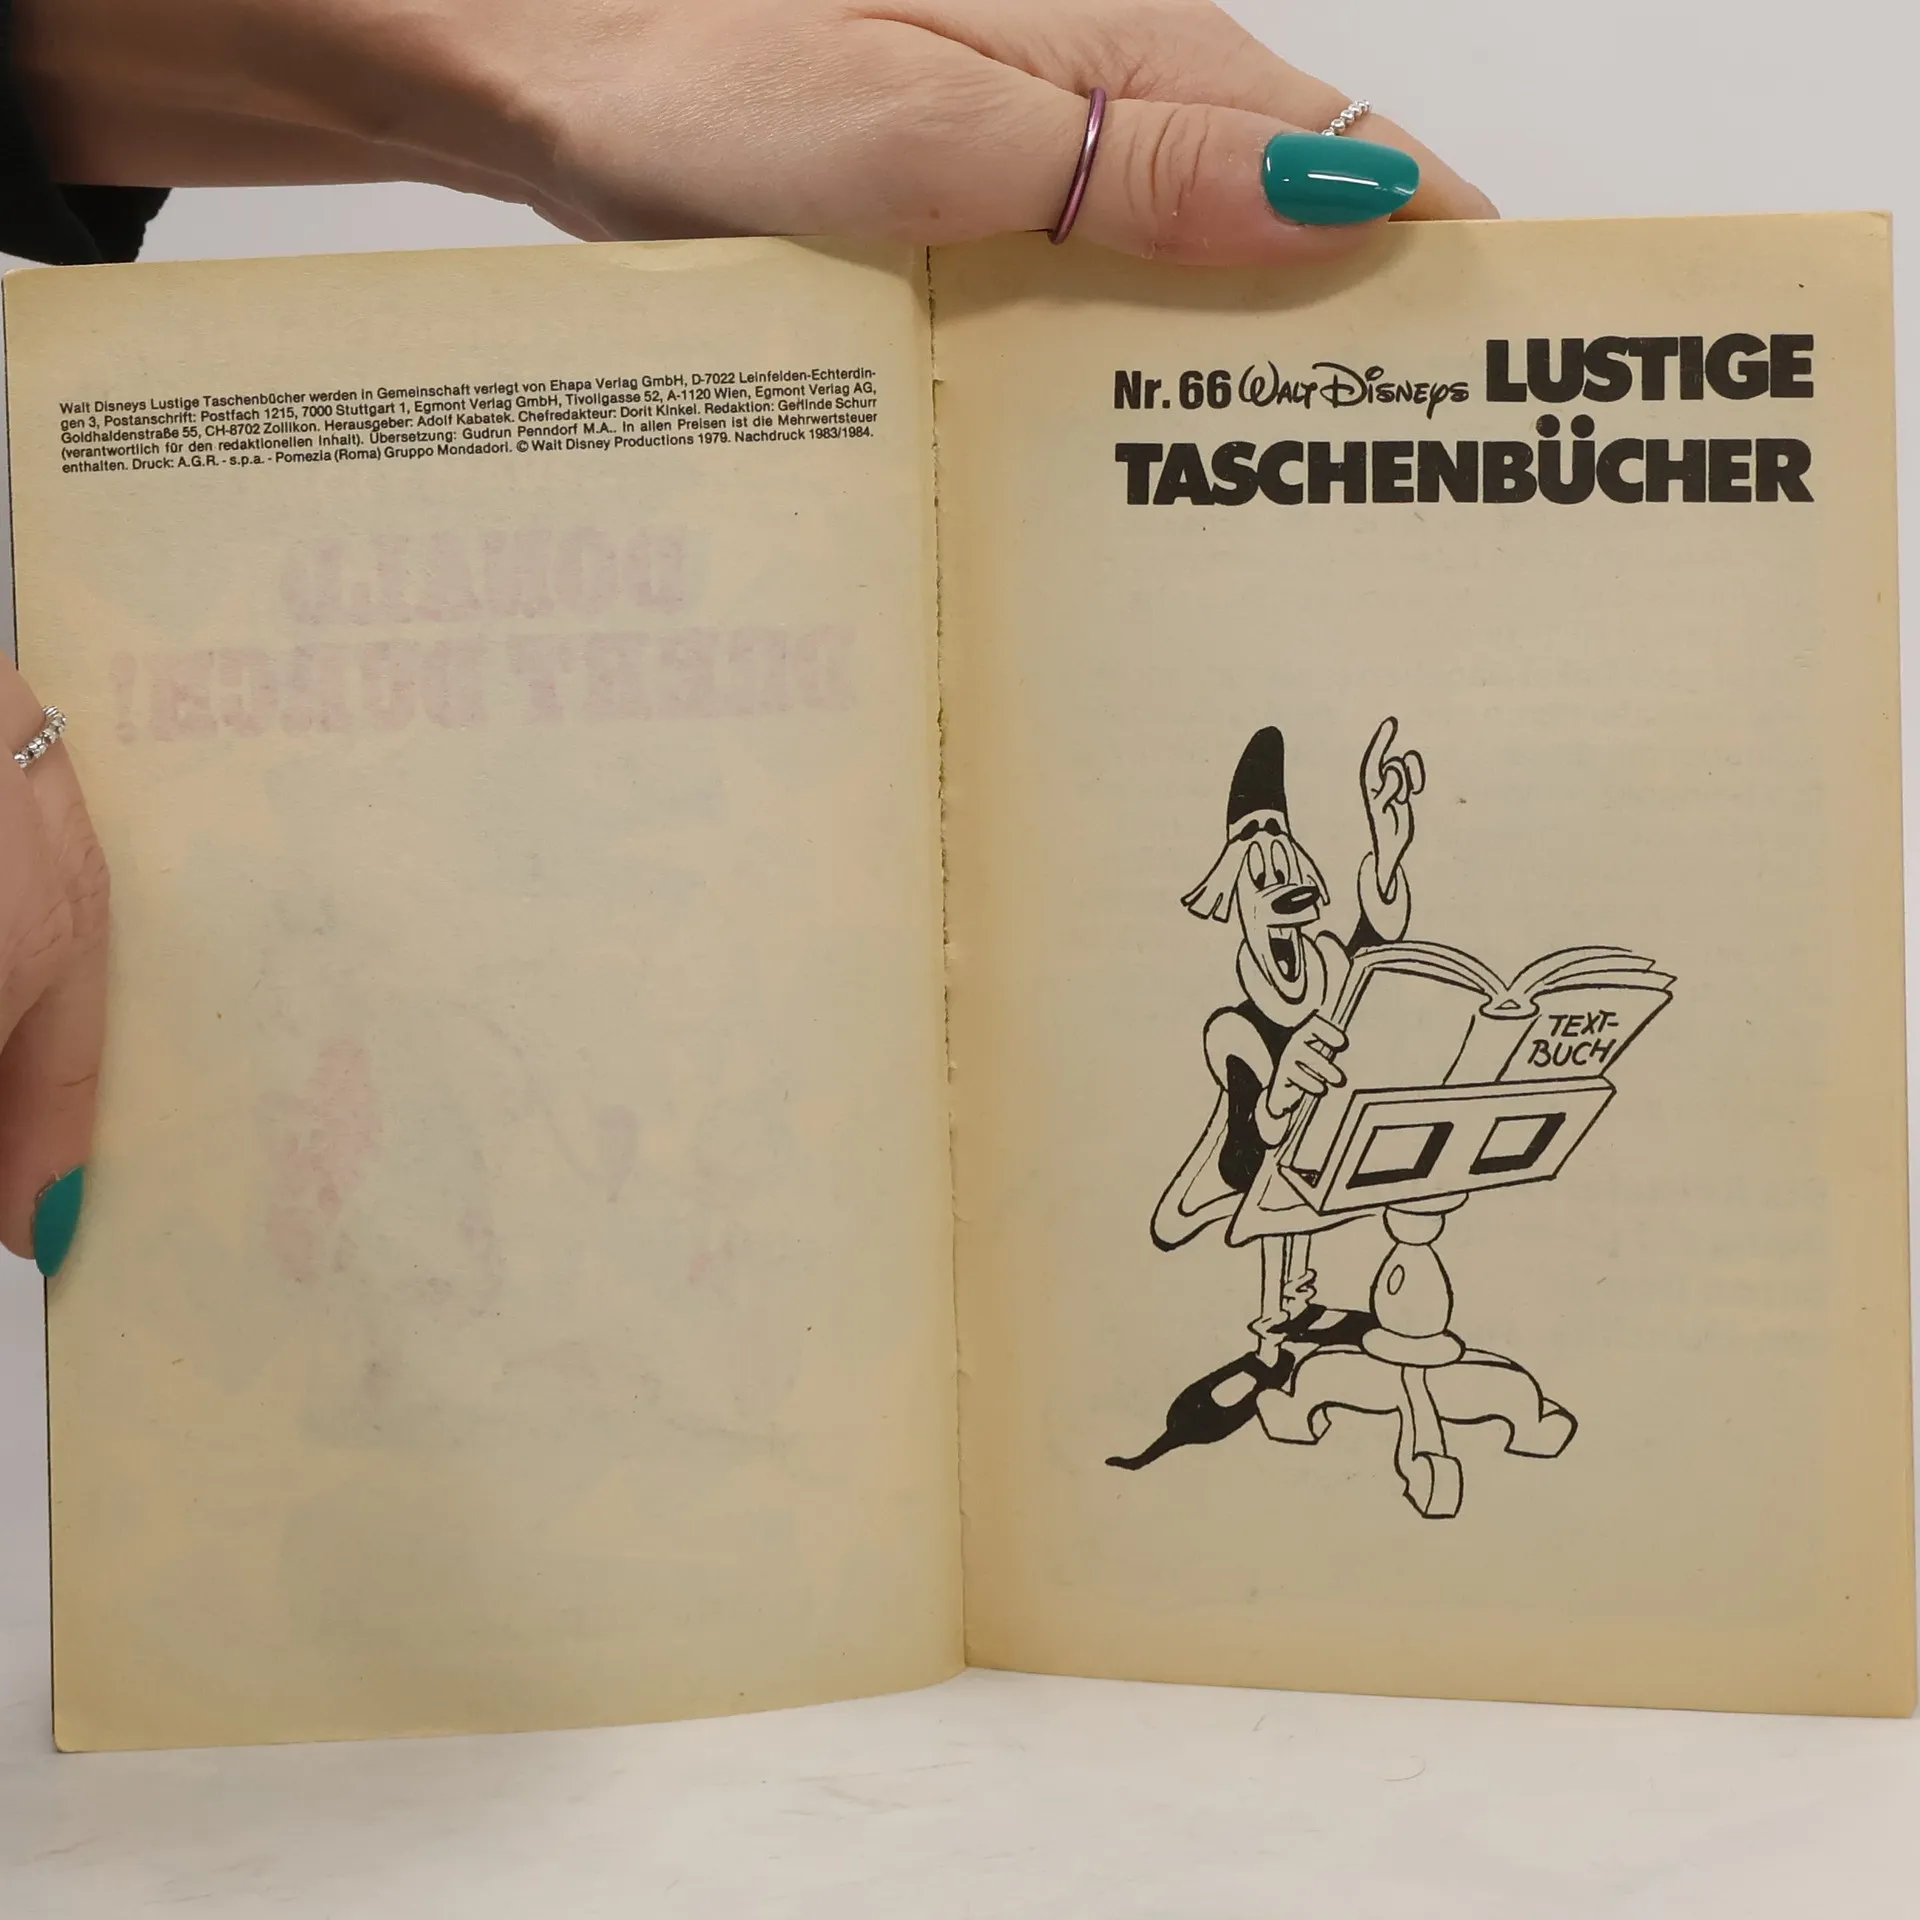 Walt Disneys Lustige Taschenbücher werden in Gemeinschaft verlegt von Ehapa Verlag GmbH, D-7022 Leinfelden-Echterdin-
gen 3, Postanschrift: Postfach 1215, 7000 Stuttgart 1, Egmont Verlag GmbH, Tivoligasse 52, A-1120 Wien, Egmont Verlag AG,
Goldhaldenstraße 55, CH-8702 Zollikon. Herausgeber: Adolf Kabatek. Chefredakteur: Dorit Kinkel. Redaktion: Gerlinde Schurr
(verantwortlich für den redaktionellen Inhalt). Übersetzung: Gudrun Penndorf M.A.. In allen Preisen ist die Mehrwertsteuer
enthalten. Druck: A.G.R. - s.p.a. - Pomezia (Roma) Gruppo Mondadori. © Walt Disney Productions 1979. Nachdruck 1983/1984.
DONALD
DREHT DURCH!
Nr. 66 WALT DISNEYS LUSTIGE
TASCHENBÜCHER
TEXT-
BUCH